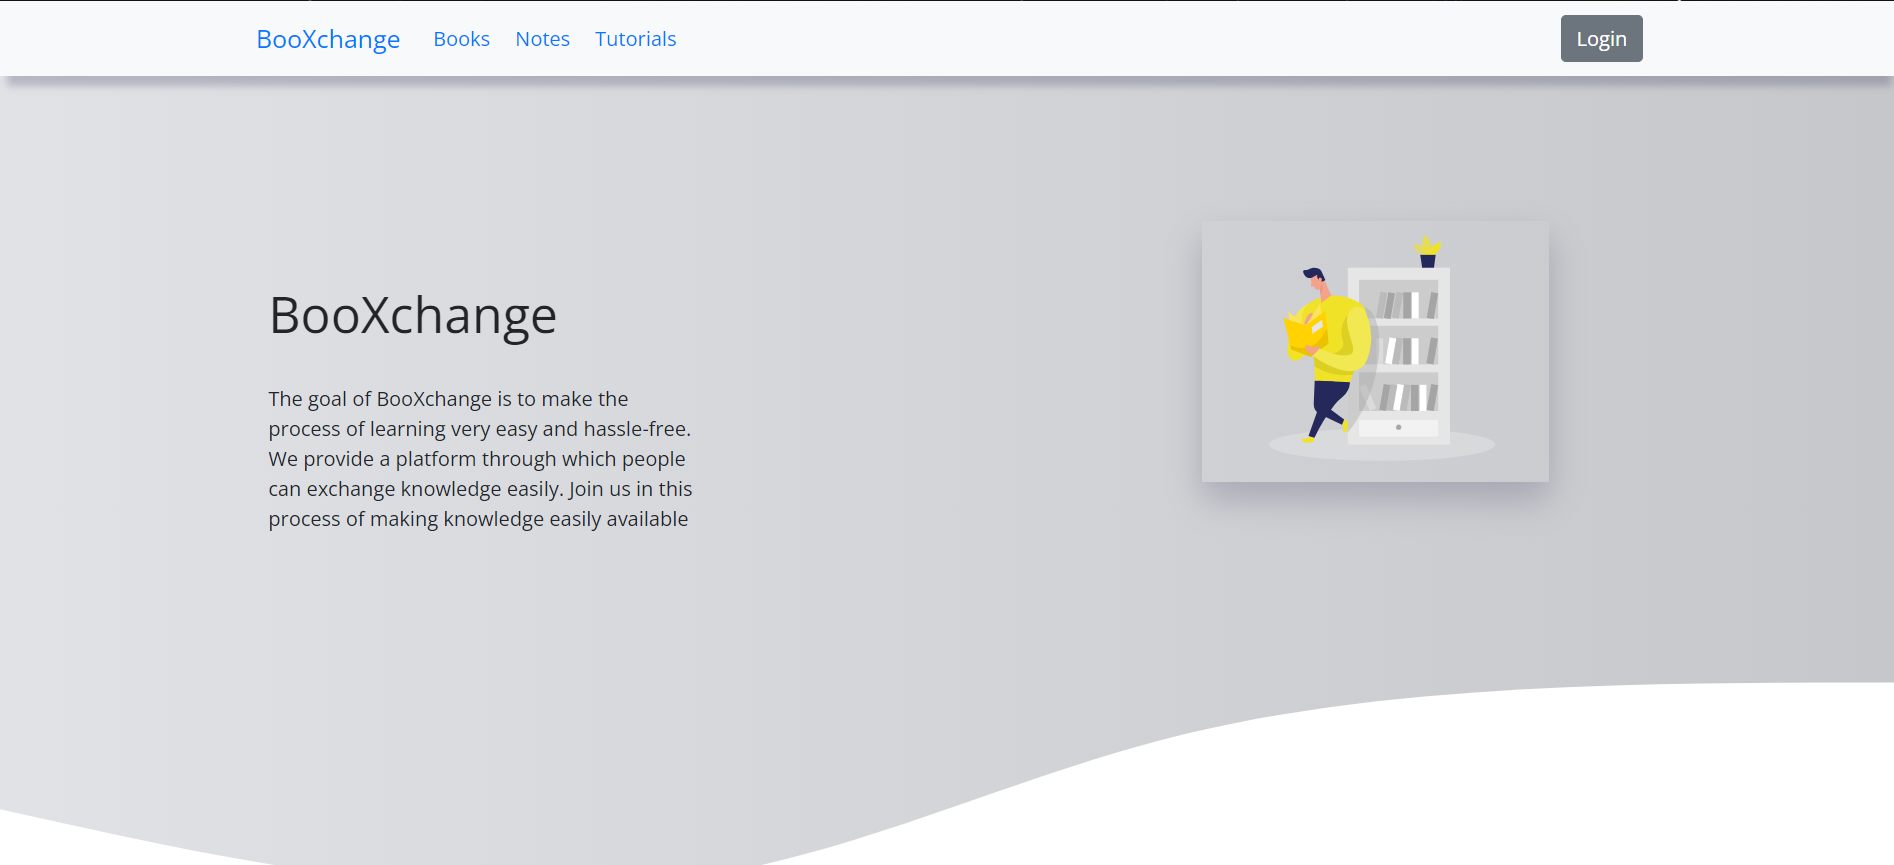 BooXchange Books Notes Tutorials Login
BooXchange
The goal of BooXchange is to make the
process of learning very easy and hassle-free.
We provide a platform through which people
can exchange knowledge easily. Join us in this
process of making knowledge easily available